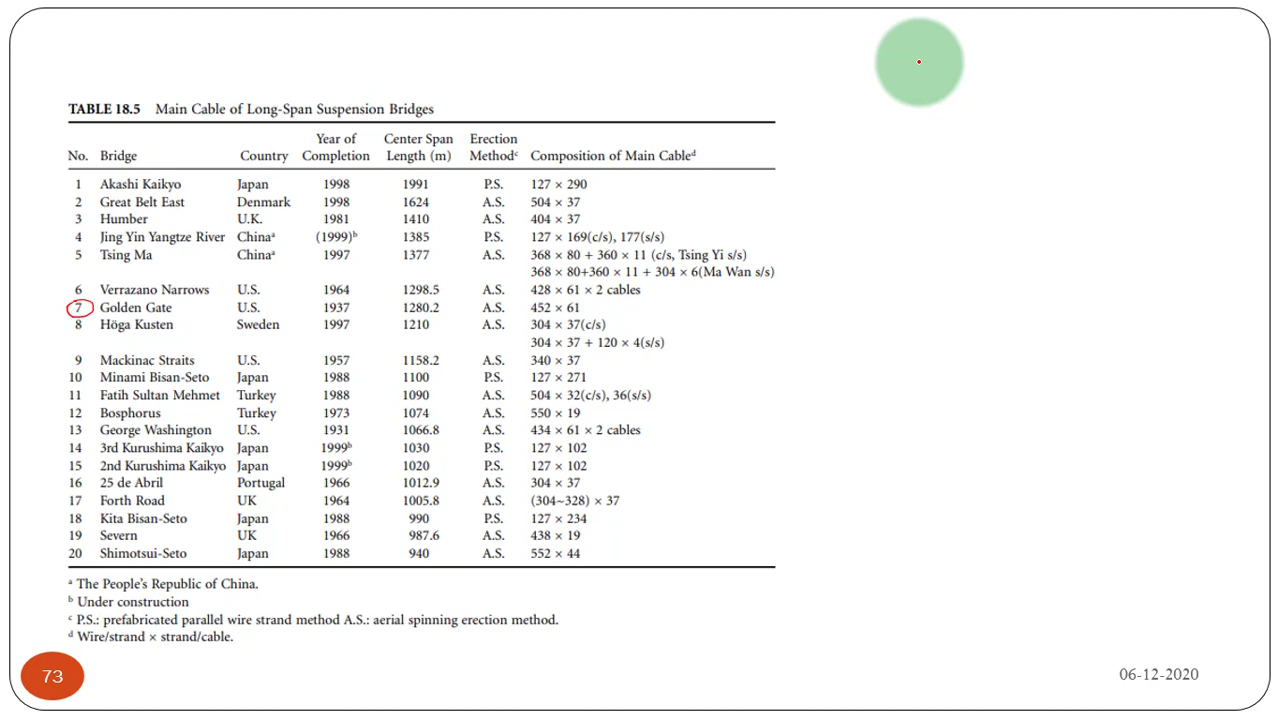 TABLE 18.5 Main Cable of Long-Span Suspension Bridges
No. Bridge Country Year of Completion Center Span Length (m) Erection Methodᶜ Composition of Main Cableᵈ
1 Akashi Kaikyo Japan 1998 1991 P.S. 127 × 290
2 Great Belt East Denmark 1998 1624 A.S. 504 × 37
3 Humber U.K. 1981 1410 A.S. 404 × 37
4 Jing Yin Yangtze River Chinaᵃ (1999)ᵇ 1385 P.S. 127 × 169(c/s), 177(s/s)
5 Tsing Ma Chinaᵃ 1997 1377 A.S. 368 × 80 + 360 × 11 (c/s, Tsing Yi s/s)
368 × 80+360 × 11 + 304 × 6(Ma Wan s/s)
6 Verrazano Narrows U.S. 1964 1298.5 A.S. 428 × 61 × 2 cables
7 Golden Gate U.S. 1937 1280.2 A.S. 452 × 61
8 Höga Kusten Sweden 1997 1210 A.S. 304 × 37(c/s)
304 × 37 + 120 × 4(s/s)
9 Mackinac Straits U.S. 1957 1158.2 A.S. 340 × 37
10 Minami Bisan-Seto Japan 1988 1100 P.S. 127 × 271
11 Fatih Sultan Mehmet Turkey 1988 1090 A.S. 504 × 32(c/s), 36(s/s)
12 Bosphorus Turkey 1973 1074 A.S. 550 × 19
13 George Washington U.S. 1931 1066.8 A.S. 434 × 61 × 2 cables
14 3rd Kurushima Kaikyo Japan 1999ᵇ 1030 P.S. 127 × 102
15 2nd Kurushima Kaikyo Japan 1999ᵇ 1020 P.S. 127 × 102
16 25 de Abril Portugal 1966 1012.9 A.S. 304 × 37
17 Forth Road UK 1964 1005.8 A.S. (304~328) × 37
18 Kita Bisan-Seto Japan 1988 990 P.S. 127 × 234
19 Severn UK 1966 987.6 A.S. 438 × 19
20 Shimotsui-Seto Japan 1988 940 A.S. 552 × 44
ᵃ The People's Republic of China.
ᵇ Under construction
ᶜ P.S.: prefabricated parallel wire strand method A.S.: aerial spinning erection method.
ᵈ Wire/strand × strand/cable.
73
06-12-2020